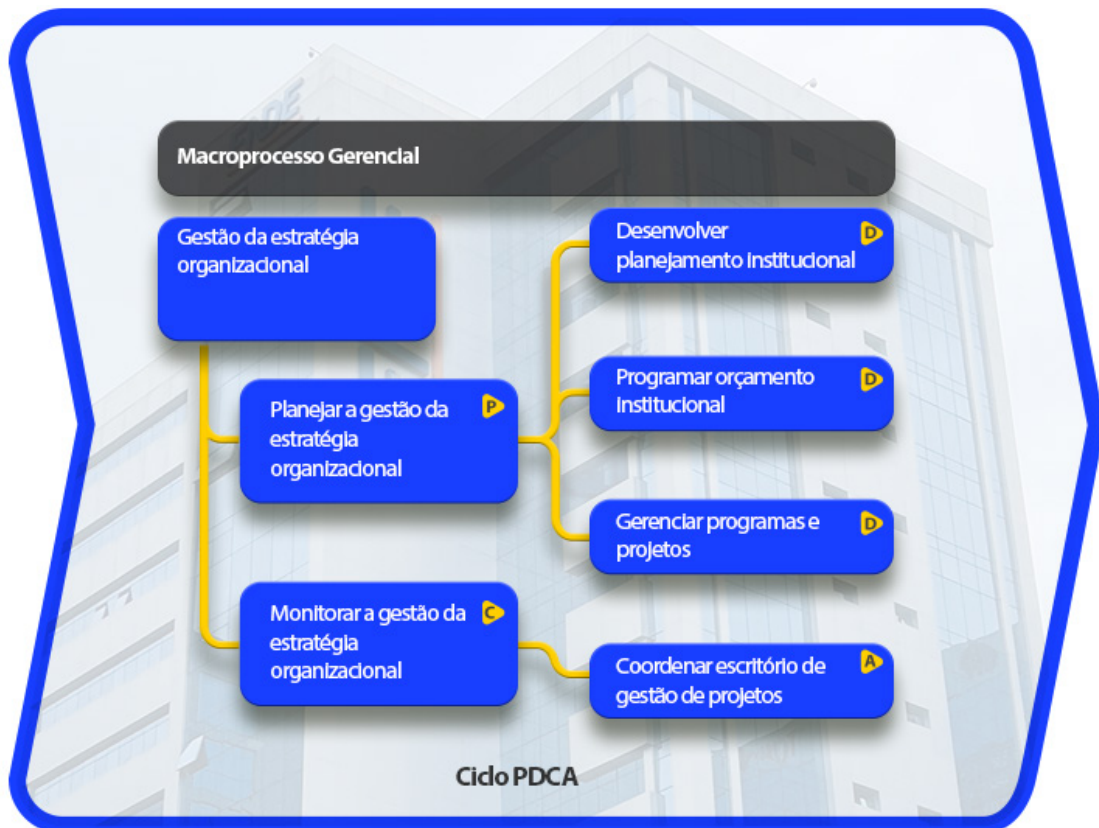 Macroprocesso Gerencial
Gestão da estratégia
organizacional
Planejar a gestão da
estratégia
organizacional
P
Desenvolver
planejamento institucional
D
Programar orçamento
institucional
D
Gerenciar programas e
projetos
D
Monitorar a gestão da
estratégia
organizacional
C
Coordenar escritório de
gestão de projetos
A
Ciclo PDCA